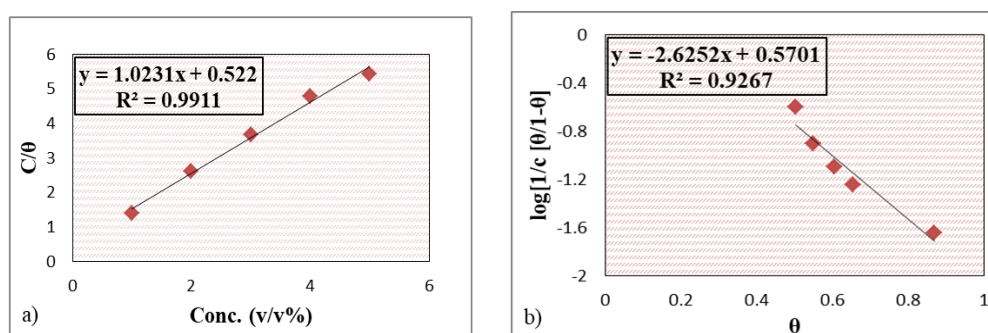 y = 1.0231x + 0.522
R² = 0.9911
6
5
4
3
2
1
0
C/θ
0
2
4
6
Conc. (v/v%)
a)
y = -2.6252x + 0.5701
R² = 0.9267
0
-0.4
-0.8
-1.2
-1.6
-2
log[1/c [θ/1-θ]
0
0.2
0.4
0.6
0.8
1
θ
b)